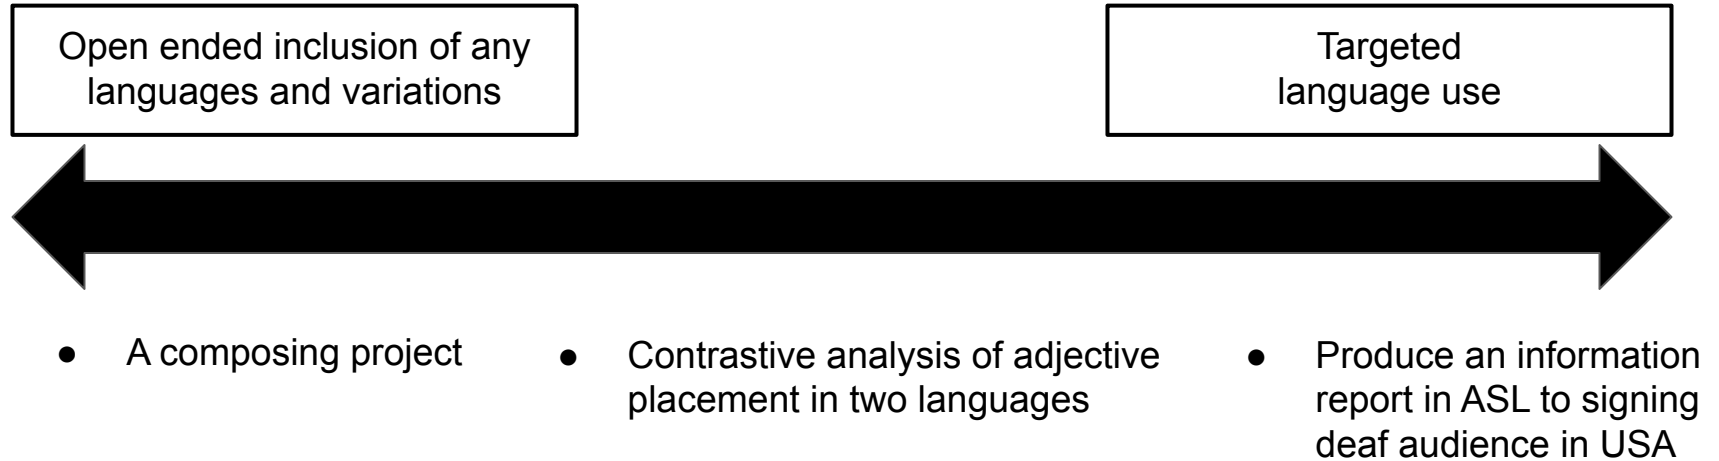 Open ended inclusion of any
languages and variations
Targeted
language use
● A composing project
● Contrastive analysis of adjective
placement in two languages
● Produce an information
report in ASL to signing
deaf audience in USA